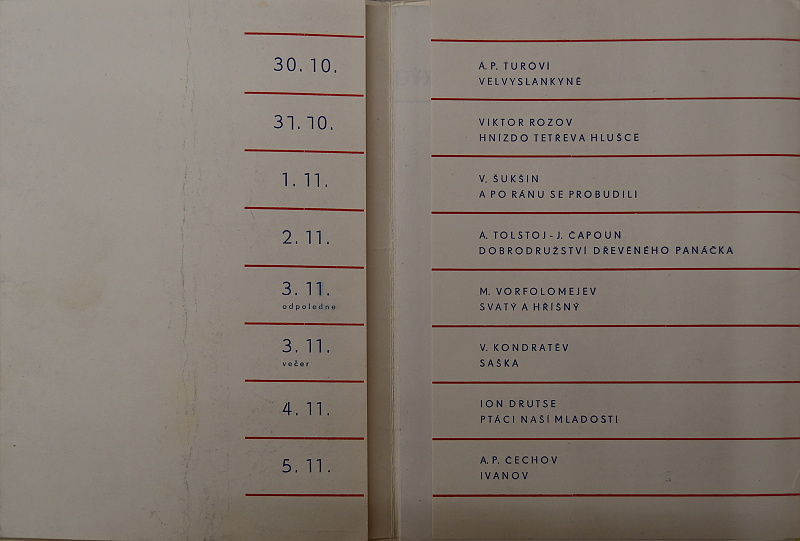 30. 10.
A. P. TUROVÍ
VELVYSLANKYNĚ
31. 10.
VIKTOR ROZOV
HNÍZDO TETŘEVA HLUŠCE
1. 11.
V. ŠUKŠIN
A PO RÁNU SE PROBUDILI
2. 11.
A. TOLSTOJ - J. ČAPOUN
DOBRODRUŽSTVÍ DŘEVĚNÉHO PANÁČKA
3. 11.
odpoledne
M. VORFOLOMEJEV
SVATÝ A HŘÍŠNÝ
3. 11.
večer
V. KONDRATĚV
SAŠKA
4. 11.
ION DRUTSE
PTÁCI NAŠÍ MLADOSTI
5. 11.
A. P. ČECHOV
IVANOV